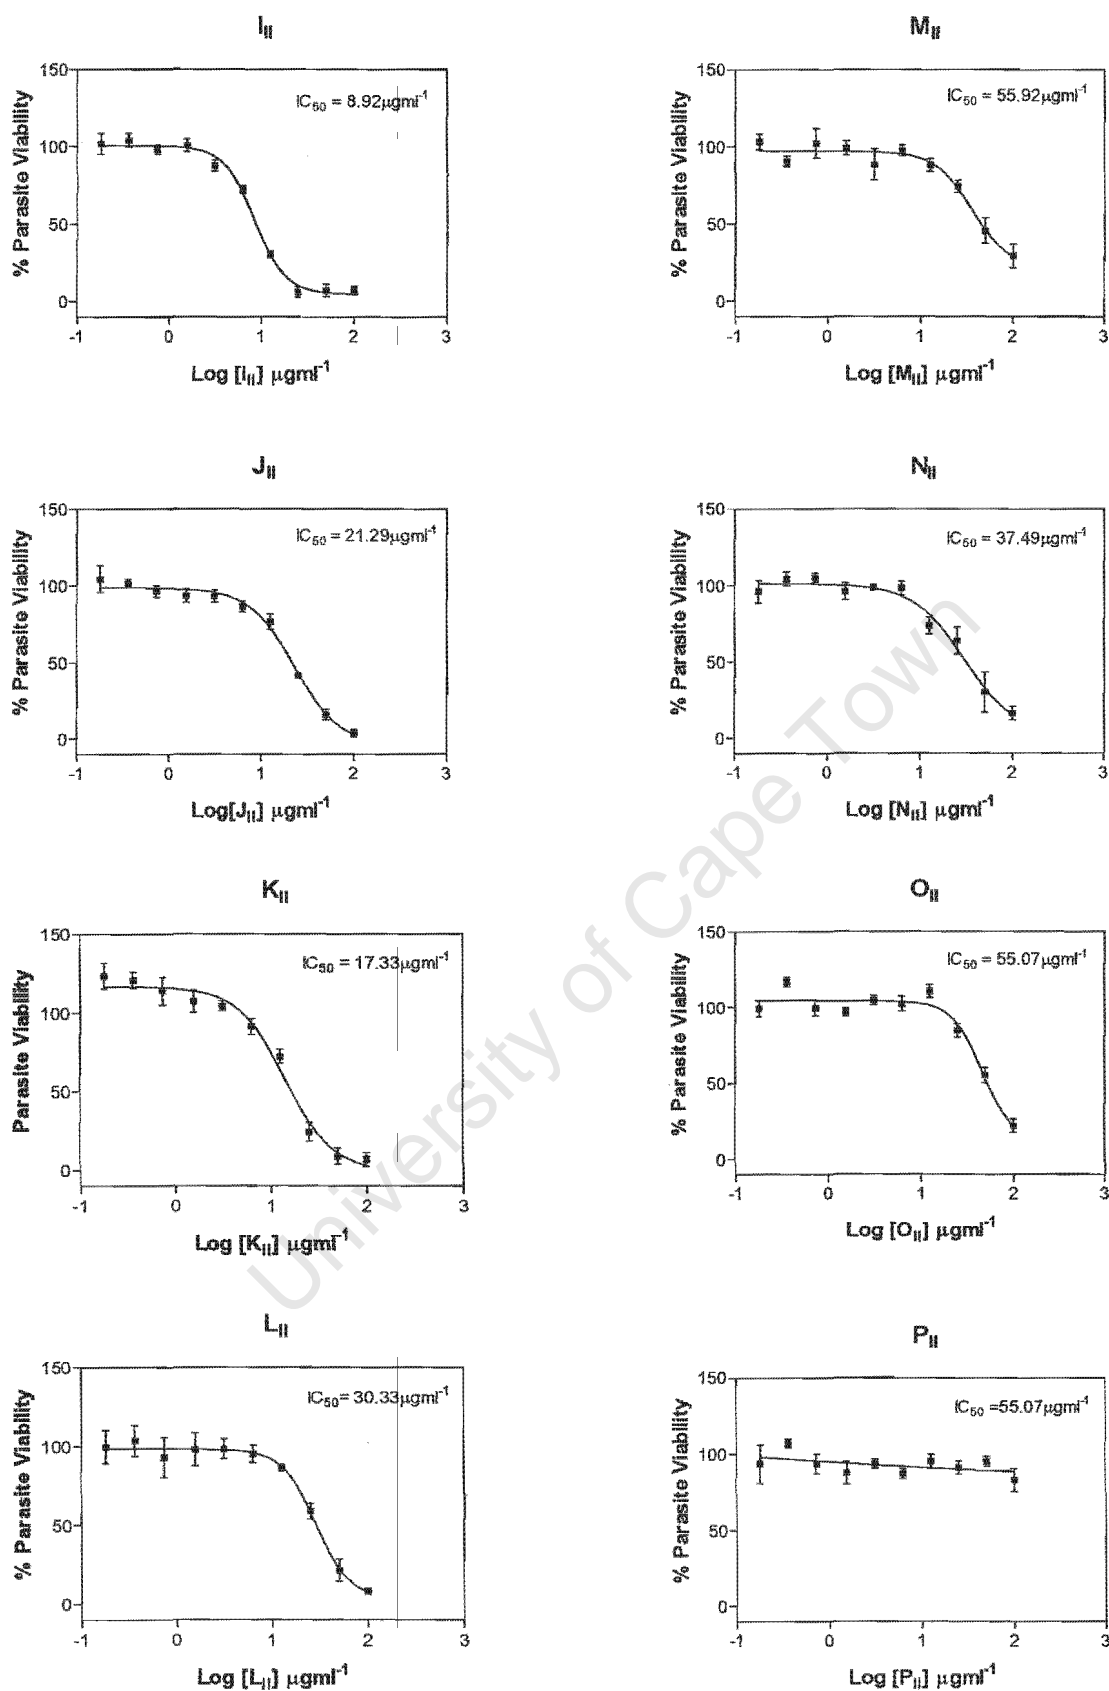 I_II
IC50 = 8.92µgml-1
% Parasite Viability
150
100
50
0
-1 0 1 2 3
Log [I_II] µgml-1
M_II
IC50 = 55.92µgml-1
% Parasite Viability
150
100
50
0
-1 0 1 2 3
Log [M_II] µgml-1
J_II
IC50 = 21.29µgml-1
% Parasite Viability
150
100
50
0
-1 0 1 2 3
Log[J_II] µgml-1
N_II
IC50 = 37.49µgml-1
% Parasite Viability
150
100
50
0
-1 0 1 2 3
Log [N_II] µgml-1
K_II
IC50 = 17.33µgml-1
Parasite Viability
150
100
50
0
-1 0 1 2 3
Log [K_II] µgml-1
O_II
IC50 = 55.07µgml-1
% Parasite Viability
150
100
50
0
-1 0 1 2 3
Log [O_II] µgml-1
L_II
IC50= 30.33µgml-1
% Parasite Viability
150
100
50
0
-1 0 1 2 3
Log [L_II] µgml-1
P_II
IC50 =55.07µgml-1
% Parasite Viability
150
100
50
0
-1 0 1 2 3
Log [P_II] µgml-1
University of Cape Town